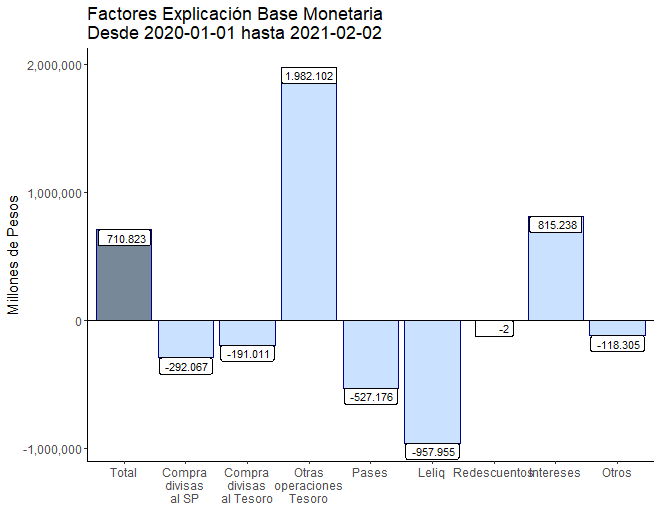 Factores Explicación Base Monetaria
Desde 2020-01-01 hasta 2021-02-02
Millones de Pesos
2,000,000
1,000,000
0
-1,000,000
710.823
-292.067
-191.011
1.982.102
-527.176
-957.955
-2
815.238
-118.305
Total
Compra
divisas
al SP
Compra
divisas
al Tesoro
Otras
operaciones
Tesoro
Pases
Leliq
Redescuentos
Intereses
Otros